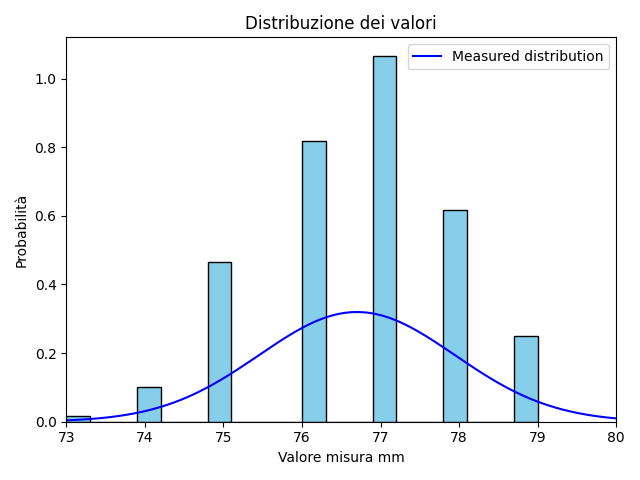 Distribuzione dei valori
Measured distribution
Probabilità
1.0
0.8
0.6
0.4
0.2
0.0
73 74 75 76 77 78 79 80
Valore misura mm